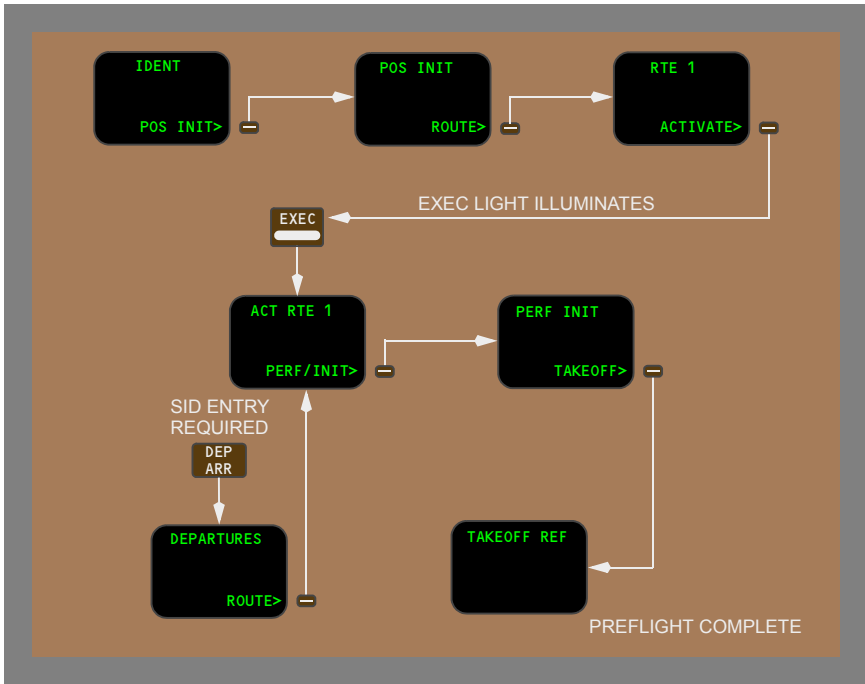 IDENT
POS INIT>
POS INIT
ROUTE>
RTE 1
ACTIVATE>
EXEC LIGHT ILLUMINATES
EXEC
ACT RTE 1
PERF/INIT>
PERF INIT
TAKEOFF>
SID ENTRY
REQUIRED
DEP
ARR
DEPARTURES
ROUTE>
TAKEOFF REF
PREFLIGHT COMPLETE